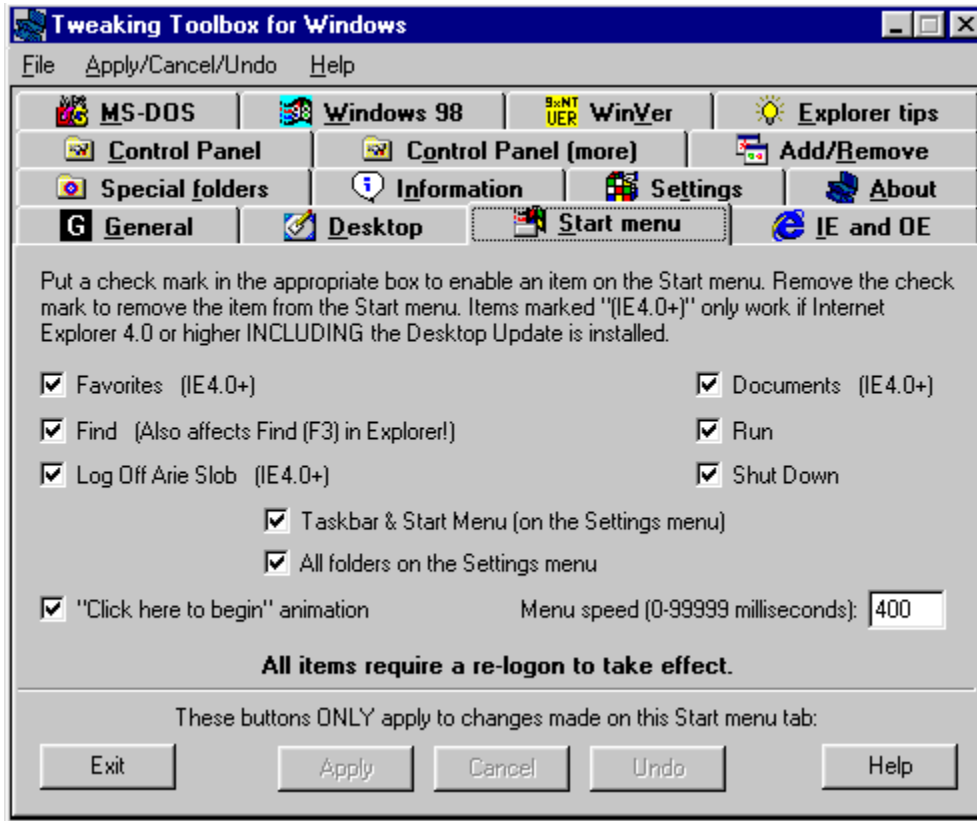 Tweaking Toolbox for Windows
File Apply/Cancel/Undo Help
MS-DOS Windows 98 9xNT VER WinVer Explorer tips
Control Panel Control Panel (more) Add/Remove
Special folders Information Settings About
G General Desktop Start menu IE and OE
Put a check mark in the appropriate box to enable an item on the Start menu. Remove the check
mark to remove the item from the Start menu. Items marked "(IE4.0+)" only work if Internet
Explorer 4.0 or higher INCLUDING the Desktop Update is installed.
Favorites (IE4.0+) Documents (IE4.0+)
Find (Also affects Find (F3) in Explorer!) Run
Log Off Arie Slob (IE4.0+) Shut Down
Taskbar & Start Menu (on the Settings menu)
All folders on the Settings menu
"Click here to begin" animation Menu speed (0-99999 milliseconds): 400
All items require a re-logon to take effect.
These buttons ONLY apply to changes made on this Start menu tab:
Exit Apply Cancel Undo Help